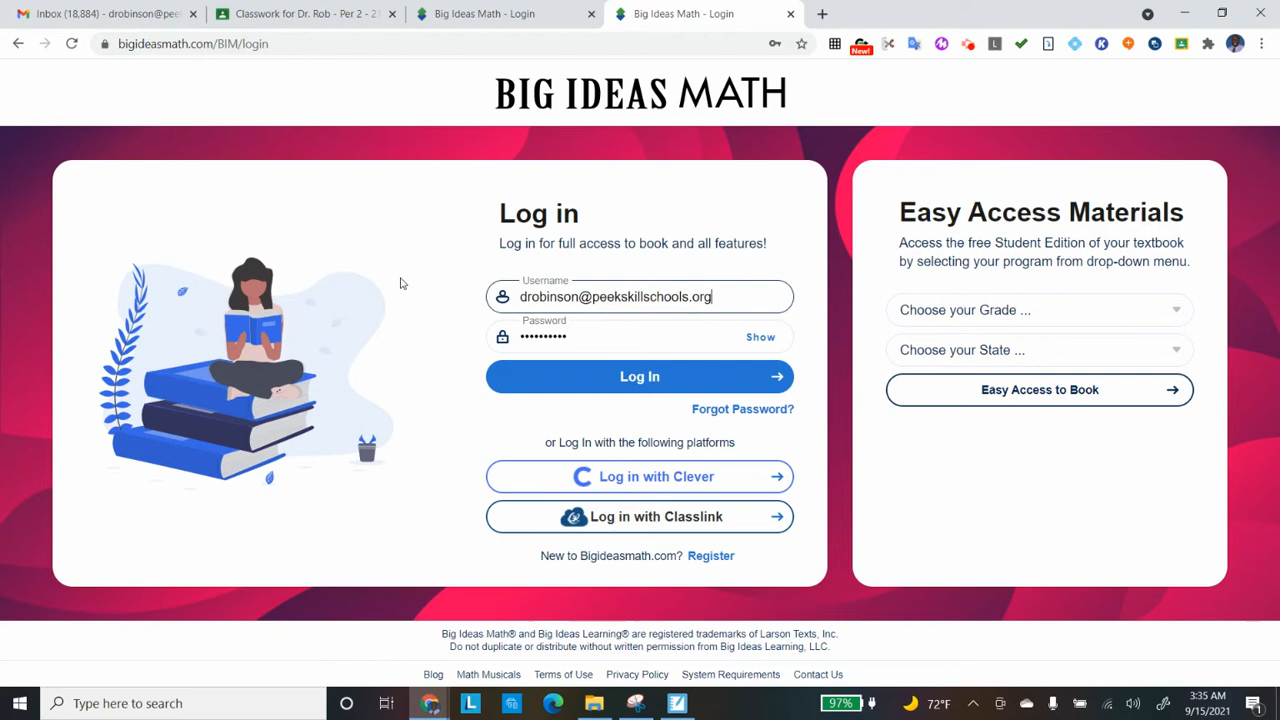 Inbox (18,884) - drobinson@pee
Classwork for Dr. Rob - Per 2 - 21
Big Ideas Math - Login
Big Ideas Math - Login
bigideasmath.com/BIM/login
New!
BIG IDEAS MATH
Log in
Log in for full access to book and all features!
Username
drobinson@peekskillschools.org
Password
Show
Log In
Forgot Password?
or Log In with the following platforms
Log in with Clever
Log in with Classlink
New to Bigideasmath.com? Register
Easy Access Materials
Access the free Student Edition of your textbook
by selecting your program from drop-down menu.
Choose your Grade ...
Choose your State ...
Easy Access to Book
Big Ideas Math® and Big Ideas Learning® are registered trademarks of Larson Texts, Inc.
Do not duplicate or distribute without written permission from Big Ideas Learning, LLC.
Blog Math Musicals Terms of Use Privacy Policy System Requirements Contact Us
Type here to search
97%
72°F
3:35 AM
9/15/2021